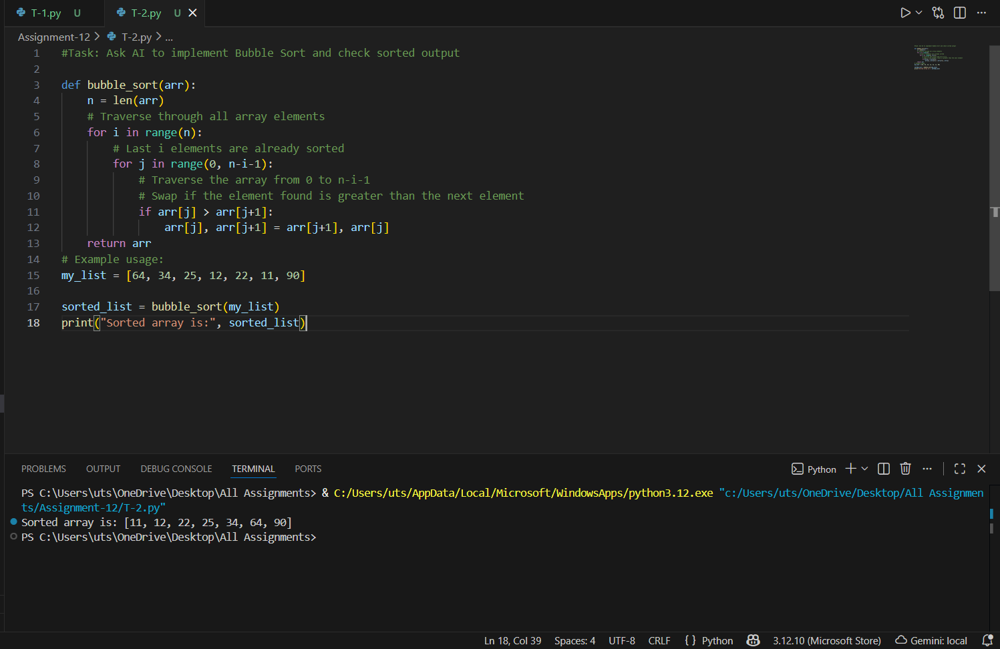 T-1.py U T-2.py U
Assignment-12 > T-2.py > ...
1 #Task: Ask AI to implement Bubble Sort and check sorted output
2
3 def bubble_sort(arr):
4     n = len(arr)
5     # Traverse through all array elements
6     for i in range(n):
7         # Last i elements are already sorted
8         for j in range(0, n-i-1):
9             # Traverse the array from 0 to n-i-1
10             # Swap if the element found is greater than the next element
11             if arr[j] > arr[j+1]:
12                 arr[j], arr[j+1] = arr[j+1], arr[j]
13     return arr
14 # Example usage:
15 my_list = [64, 34, 25, 12, 22, 11, 90]
16
17 sorted_list = bubble_sort(my_list)
18 print("Sorted array is:", sorted_list)
PROBLEMS OUTPUT DEBUG CONSOLE TERMINAL PORTS Python
PS C:\Users\uts\OneDrive\Desktop\All Assignments> & C:/Users/uts/AppData/Local/Microsoft/WindowsApps/python3.12.exe "c:/Users/uts/OneDrive/Desktop/All Assignmen
ts/Assignment-12/T-2.py"
Sorted array is: [11, 12, 22, 25, 34, 64, 90]
PS C:\Users\uts\OneDrive\Desktop\All Assignments>
Ln 18, Col 39 Spaces: 4 UTF-8 CRLF {} Python 3.12.10 (Microsoft Store) Gemini: local